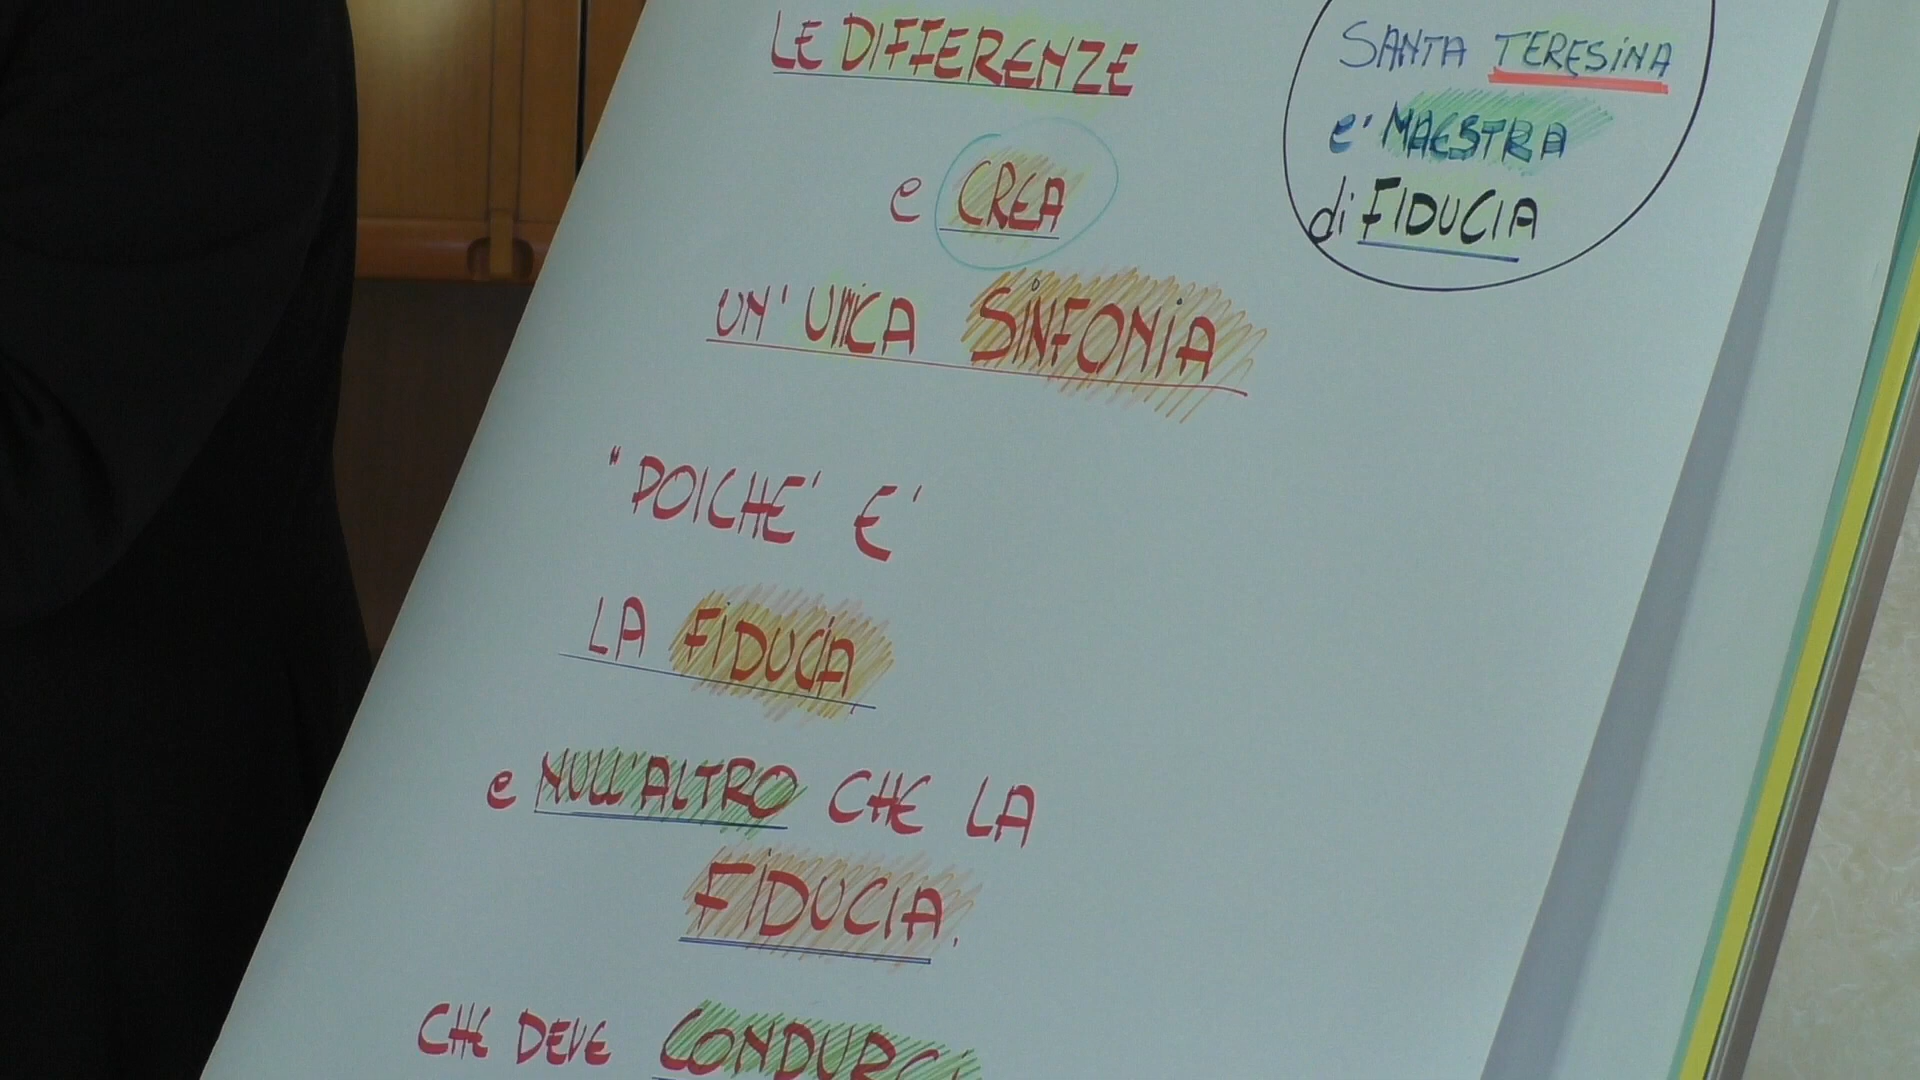 LE DIFFERENZE
e CREA
UN' UNICA SINFONIA
"POICHE' E'
LA FIDUCIA,
e NULL'ALTRO CHE LA
FIDUCIA.
CHE DEVE CONDURCI
SANTA TERESINA
e' MAESTRA
di FIDUCIA